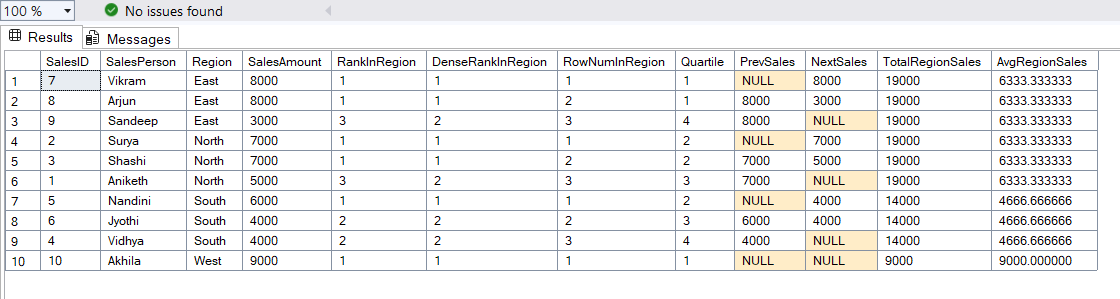 100 % No issues found
Results Messages
SalesID SalesPerson Region SalesAmount RankInRegion DenseRankInRegion RowNumInRegion Quartile PrevSales NextSales TotalRegionSales AvgRegionSales
1 7 Vikram East 8000 1 1 1 1 NULL 8000 19000 6333.333333
2 8 Arjun East 8000 1 1 2 1 8000 3000 19000 6333.333333
3 9 Sandeep East 3000 3 2 3 4 8000 NULL 19000 6333.333333
4 2 Surya North 7000 1 1 1 2 NULL 7000 19000 6333.333333
5 3 Shashi North 7000 1 1 2 2 7000 5000 19000 6333.333333
6 1 Aniketh North 5000 3 2 3 3 7000 NULL 19000 6333.333333
7 5 Nandini South 6000 1 1 1 2 NULL 4000 14000 4666.666666
8 6 Jyothi South 4000 2 2 2 3 6000 4000 14000 4666.666666
9 4 Vidhya South 4000 2 2 3 4 4000 NULL 14000 4666.666666
10 10 Akhila West 9000 1 1 1 1 NULL NULL 9000 9000.000000